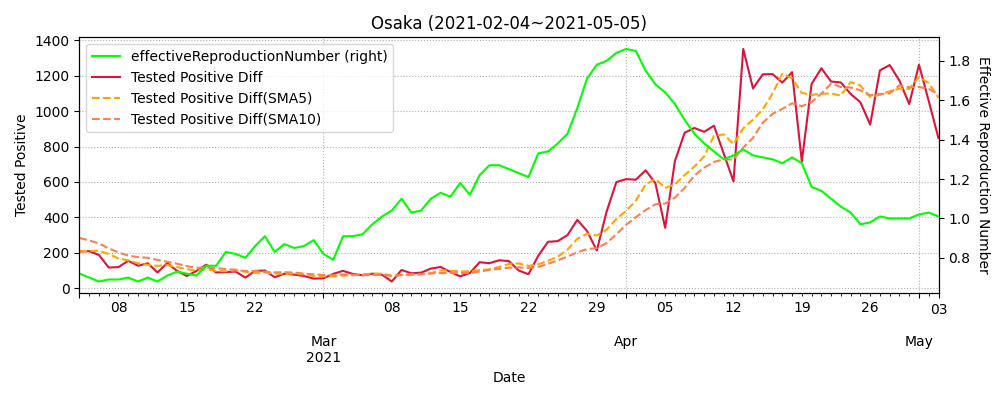 Osaka (2021-02-04~2021-05-05)
effectiveReproductionNumber (right)
Tested Positive Diff
Tested Positive Diff(SMA5)
Tested Positive Diff(SMA10)
Tested Positive
1400
1200
1000
800
600
400
200
0
Effective Reproduction Number
1.8
1.6
1.4
1.2
1.0
0.8
08 15 22 08 15 22 29 05 12 19 26 03
Mar Apr May
2021
Date